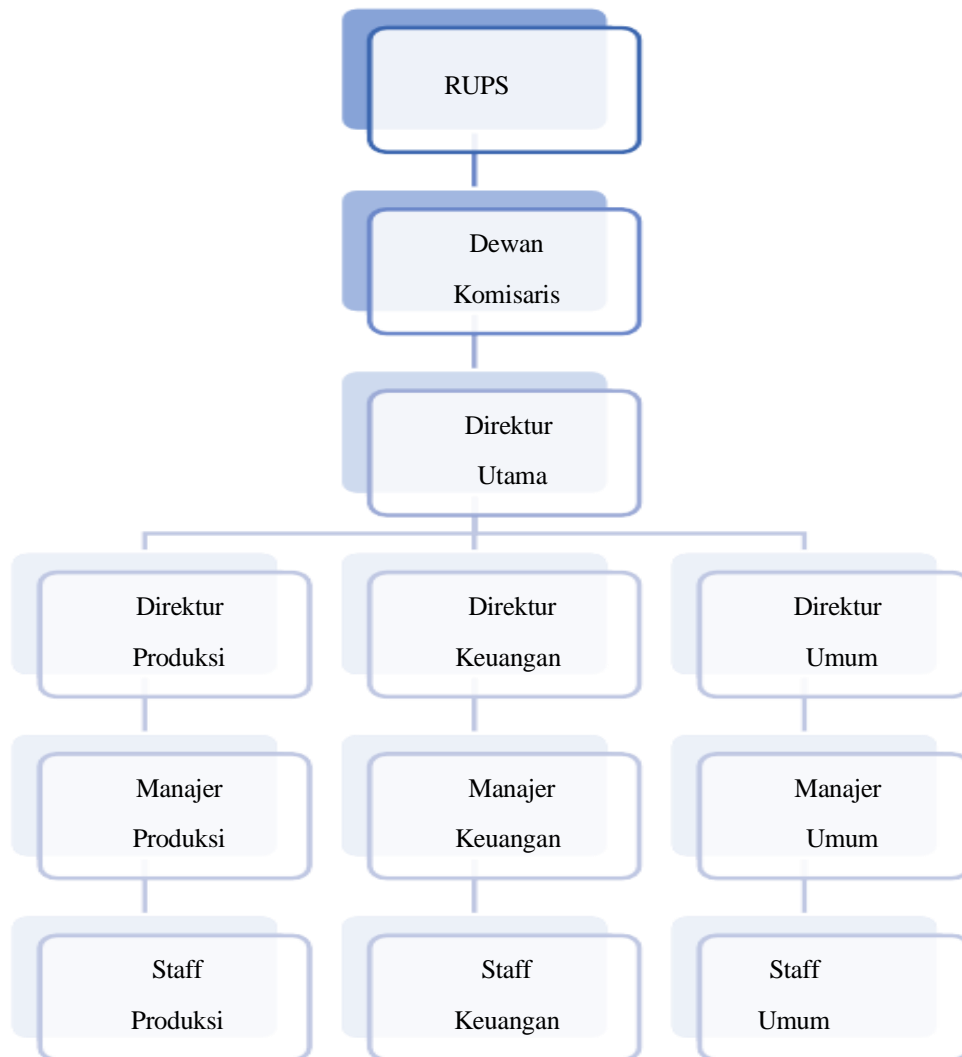 RUPS
Dewan
Komisaris
Direktur
Utama
Direktur
Produksi
Direktur
Keuangan
Direktur
Umum
Manajer
Produksi
Manajer
Keuangan
Manajer
Umum
Staff
Produksi
Staff
Keuangan
Staff
Umum